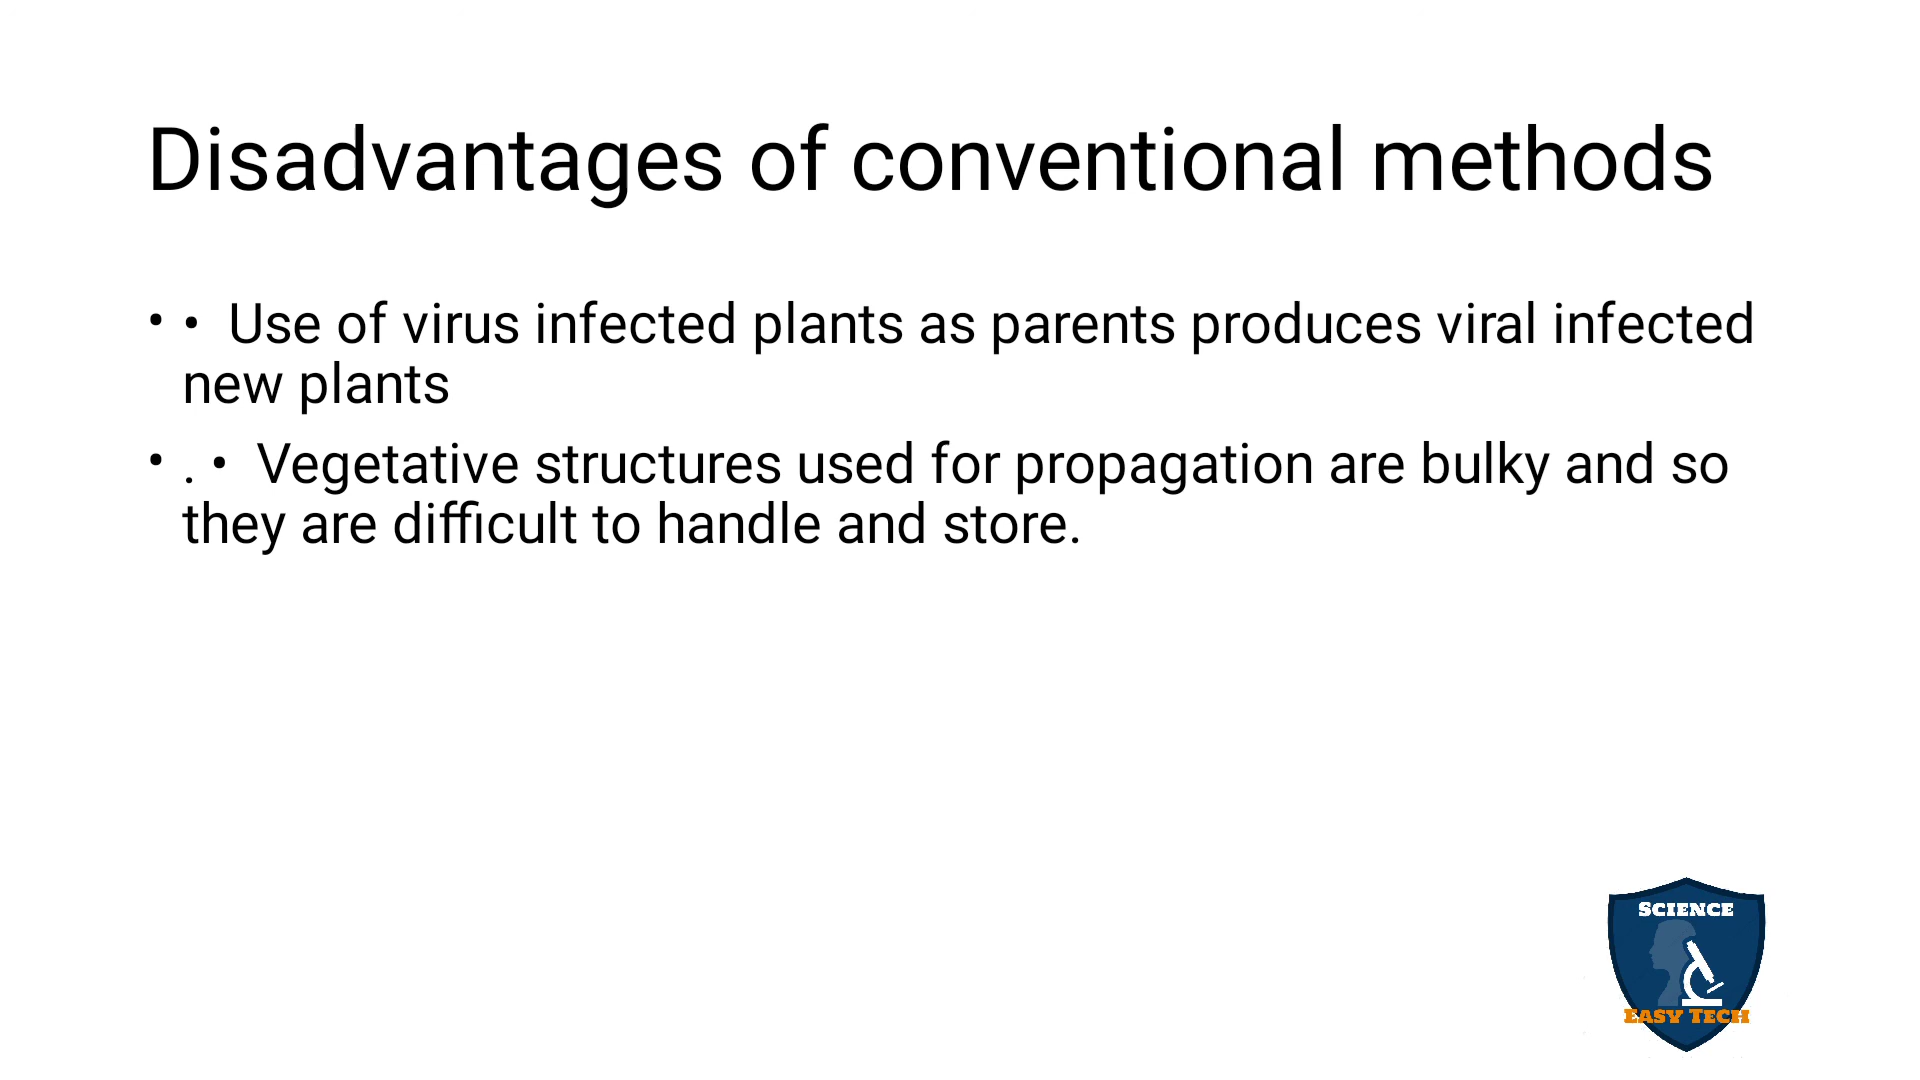 Disadvantages of conventional methods
• • Use of virus infected plants as parents produces viral infected
new plants
• . • Vegetative structures used for propagation are bulky and so
they are difficult to handle and store.
SCIENCE
EASY TECH